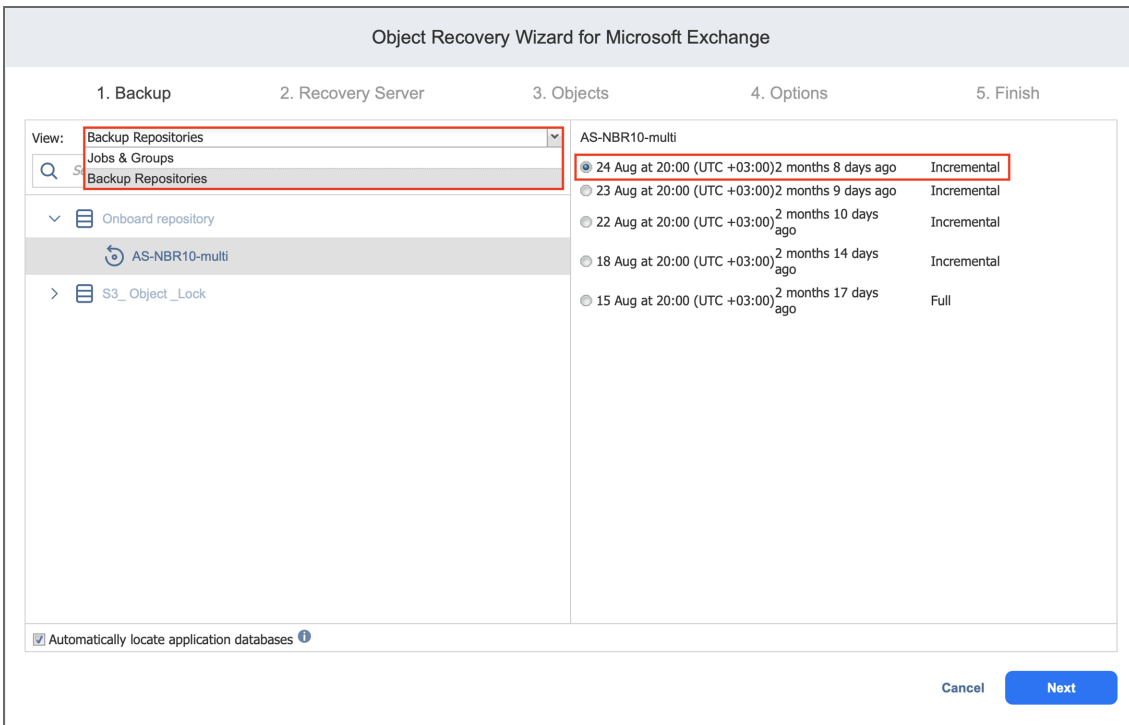 Object Recovery Wizard for Microsoft Exchange
1. Backup 2. Recovery Server 3. Objects 4. Options 5. Finish
View: Backup Repositories
Jobs & Groups
Backup Repositories
Onboard repository
AS-NBR10-multi
S3_ Object _Lock
AS-NBR10-multi
24 Aug at 20:00 (UTC +03:00) 2 months 8 days ago Incremental
23 Aug at 20:00 (UTC +03:00) 2 months 9 days ago Incremental
22 Aug at 20:00 (UTC +03:00) 2 months 10 days
ago Incremental
18 Aug at 20:00 (UTC +03:00) 2 months 14 days
ago Incremental
15 Aug at 20:00 (UTC +03:00) 2 months 17 days
ago Full
Automatically locate application databases
Cancel Next